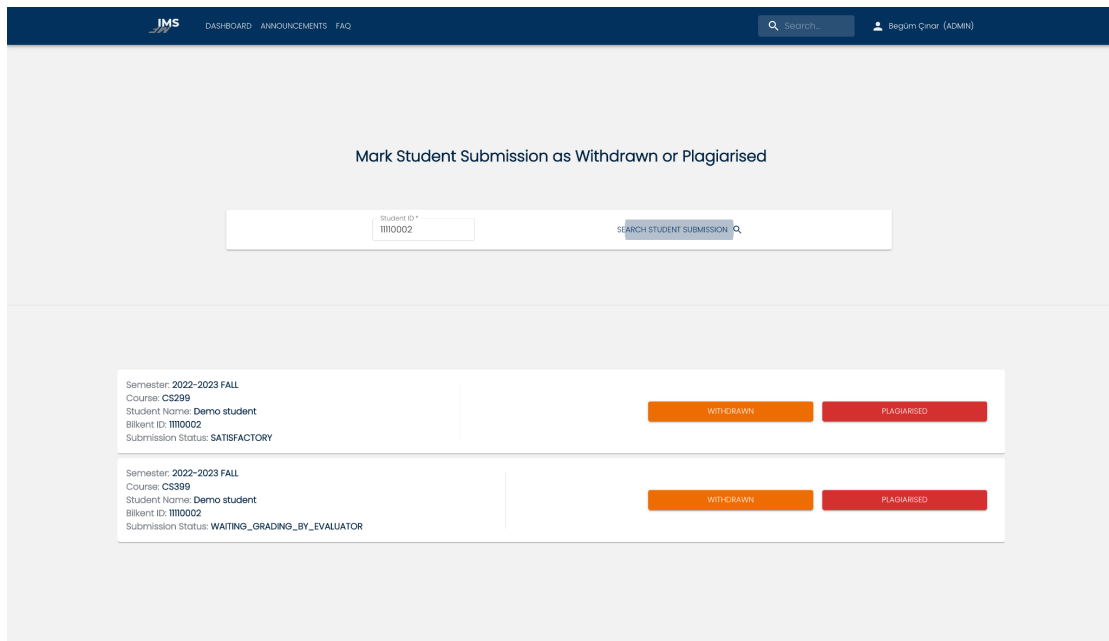 IMS
DASHBOARD ANNOUNCEMENTS FAQ
Search...
Begüm Çınar (ADMIN)
Mark Student Submission as Withdrawn or Plagiarised
Student ID *
11110002
SEARCH STUDENT SUBMISSION
Semester: 2022-2023 FALL
Course: CS299
Student Name: Demo student
Bilkent ID: 11110002
Submission Status: SATISFACTORY
WITHDRAWN
PLAGIARISED
Semester: 2022-2023 FALL
Course: CS399
Student Name: Demo student
Bilkent ID: 11110002
Submission Status: WAITING_GRADING_BY_EVALUATOR
WITHDRAWN
PLAGIARISED